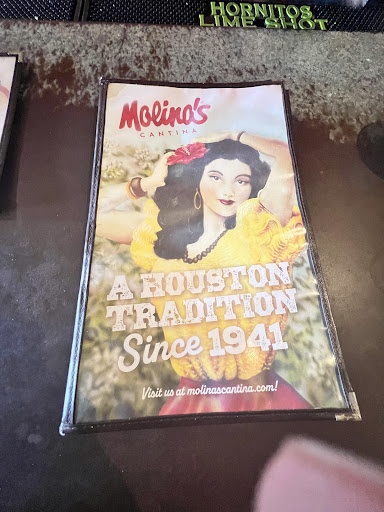 HORNITOS
LIME SHOT
Molina's
CANTINA
A HOUSTON
TRADITION
Since 1941
Visit us at molinascantina.com!